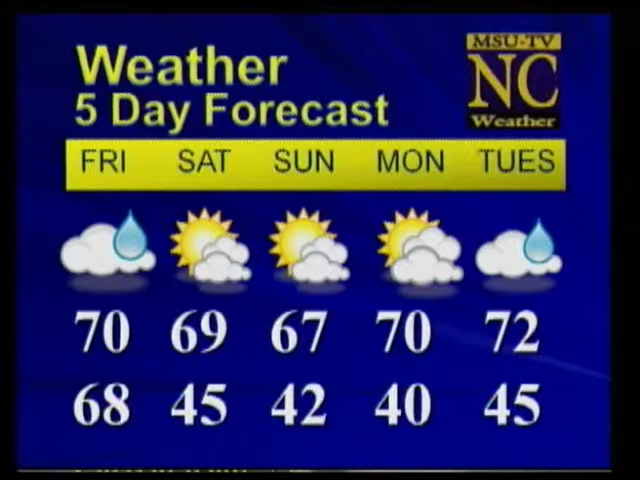 Weather
5 Day Forecast
MSU-TV
NC
Weather
FRI SAT SUN MON TUES
70 69 67 70 72
68 45 42 40 45